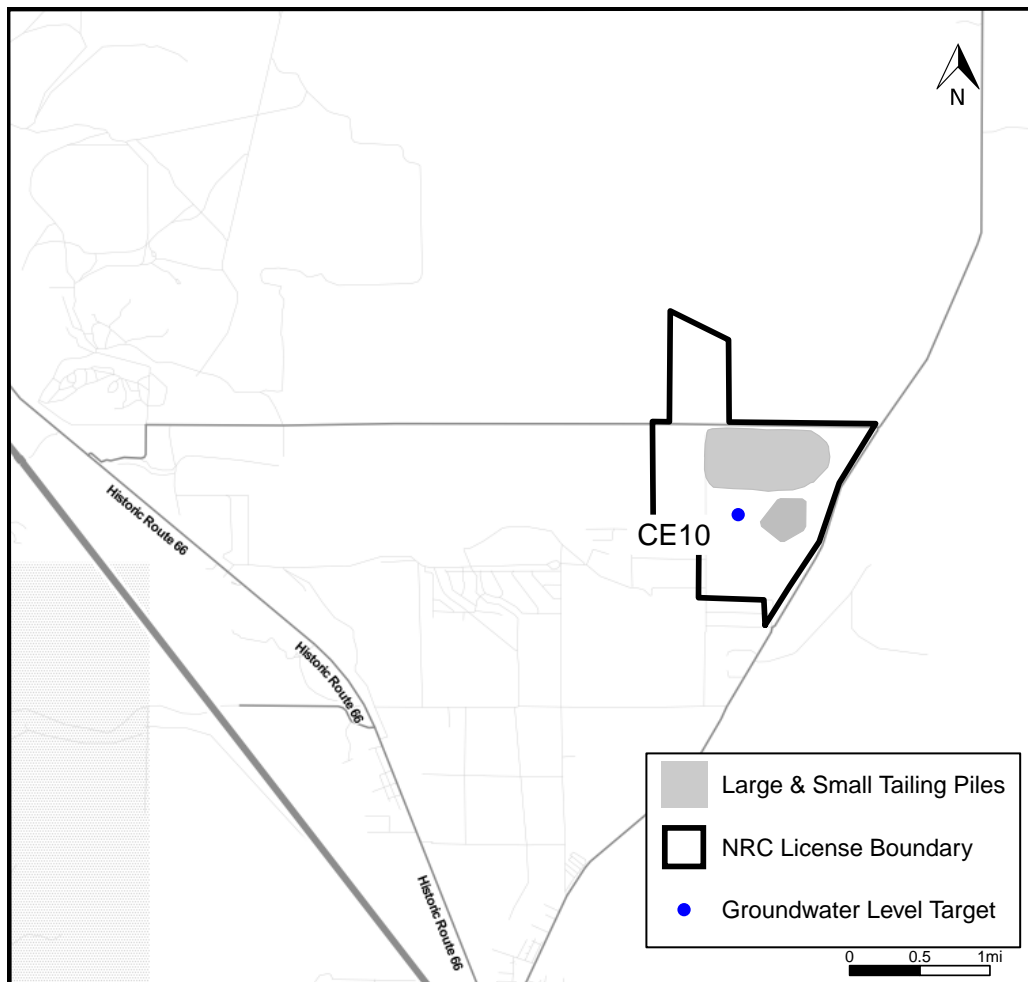 N
Historic Route 66
CE10
Historic Route 66
Historic Route 66
Large & Small Tailing Piles
NRC License Boundary
Groundwater Level Target
0 0.5 1mi